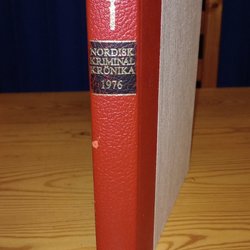 NORDISK
KRIMINAL
KRÖNIKA
1976